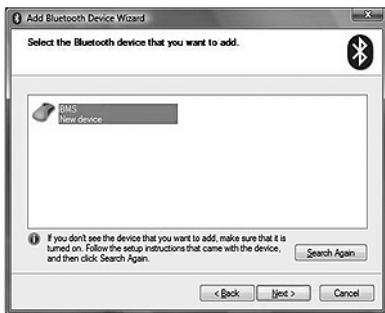 Add Bluetooth Device Wizard
Select the Bluetooth device that you want to add.
BMS
New device
If you don't see the device that you want to add, make sure that it is
turned on. Follow the setup instructions that came with the device,
and then click Search Again.
Search Again
< Back
Next >
Cancel